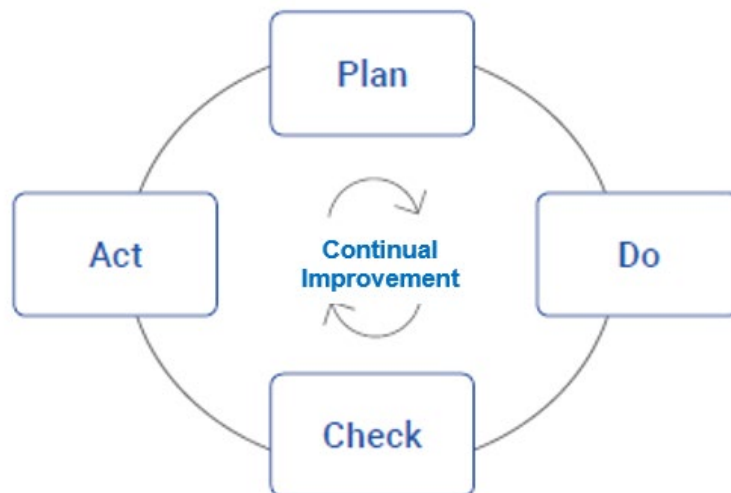 Plan
Act
Continual
Improvement
Do
Check